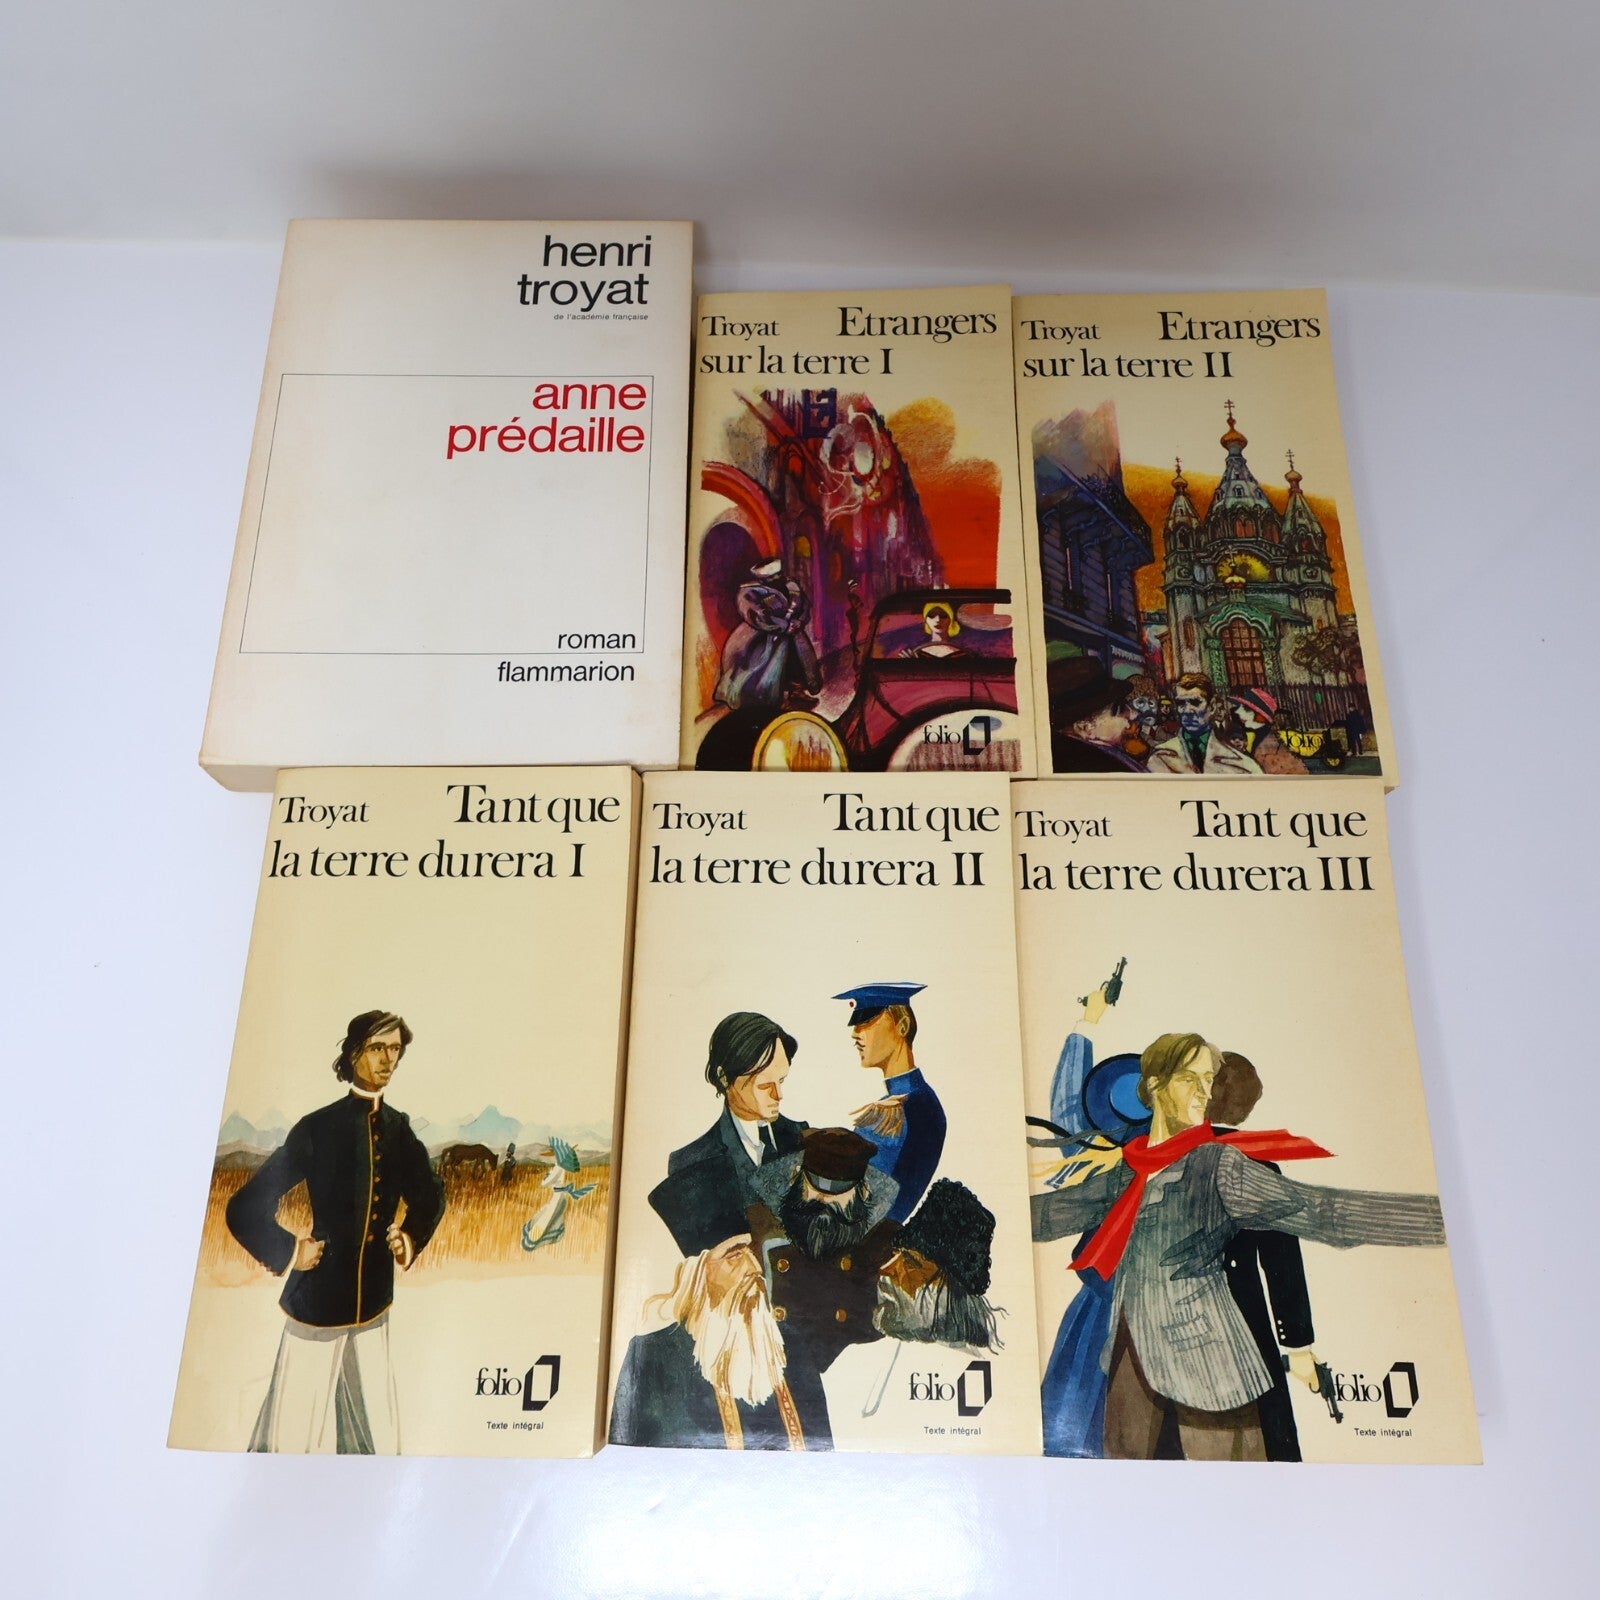 henri
troyat
de l'académie française
anne
prédaille
roman
flammarion
Troyat Etrangers
sur la terre I
folio
Texte intégral
Troyat Etrangers
sur la terre II
folio
Troyat Tant que
la terre durera I
folio
Texte intégral
Troyat Tant que
la terre durera II
folio
Texte intégral
Troyat Tant que
la terre durera III
folio
Texte intégral